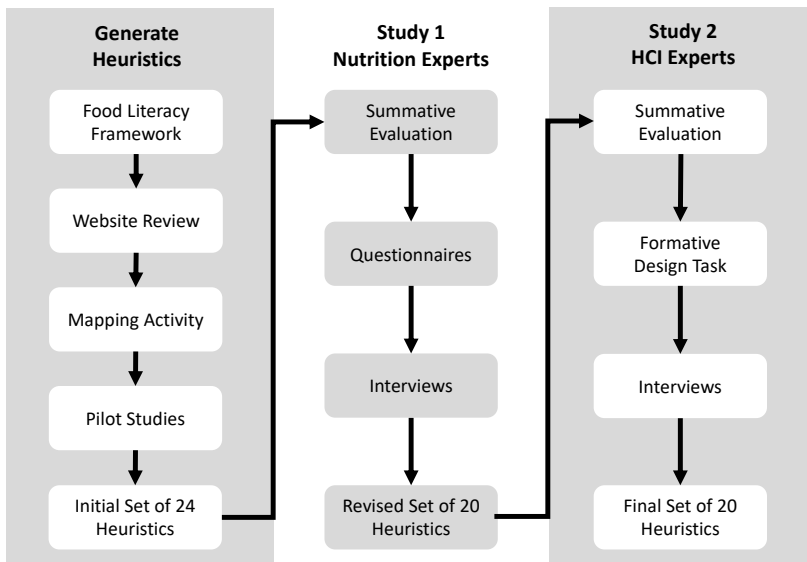 Generate
Heuristics
Food Literacy
Framework
Website Review
Mapping Activity
Pilot Studies
Initial Set of 24
Heuristics
Study 1
Nutrition Experts
Summative
Evaluation
Questionnaires
Interviews
Revised Set of 20
Heuristics
Study 2
HCI Experts
Summative
Evaluation
Formative
Design Task
Interviews
Final Set of 20
Heuristics